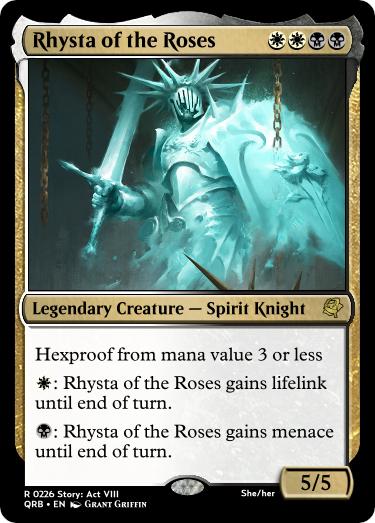 Rhysta of the Roses
Legendary Creature — Spirit Knight
Hexproof from mana value 3 or less
: Rhysta of the Roses gains lifelink
until end of turn.
: Rhysta of the Roses gains menace
until end of turn.
5/5
R 0226 Story: Act VIII
She/her
QRB • EN Grant Griffin